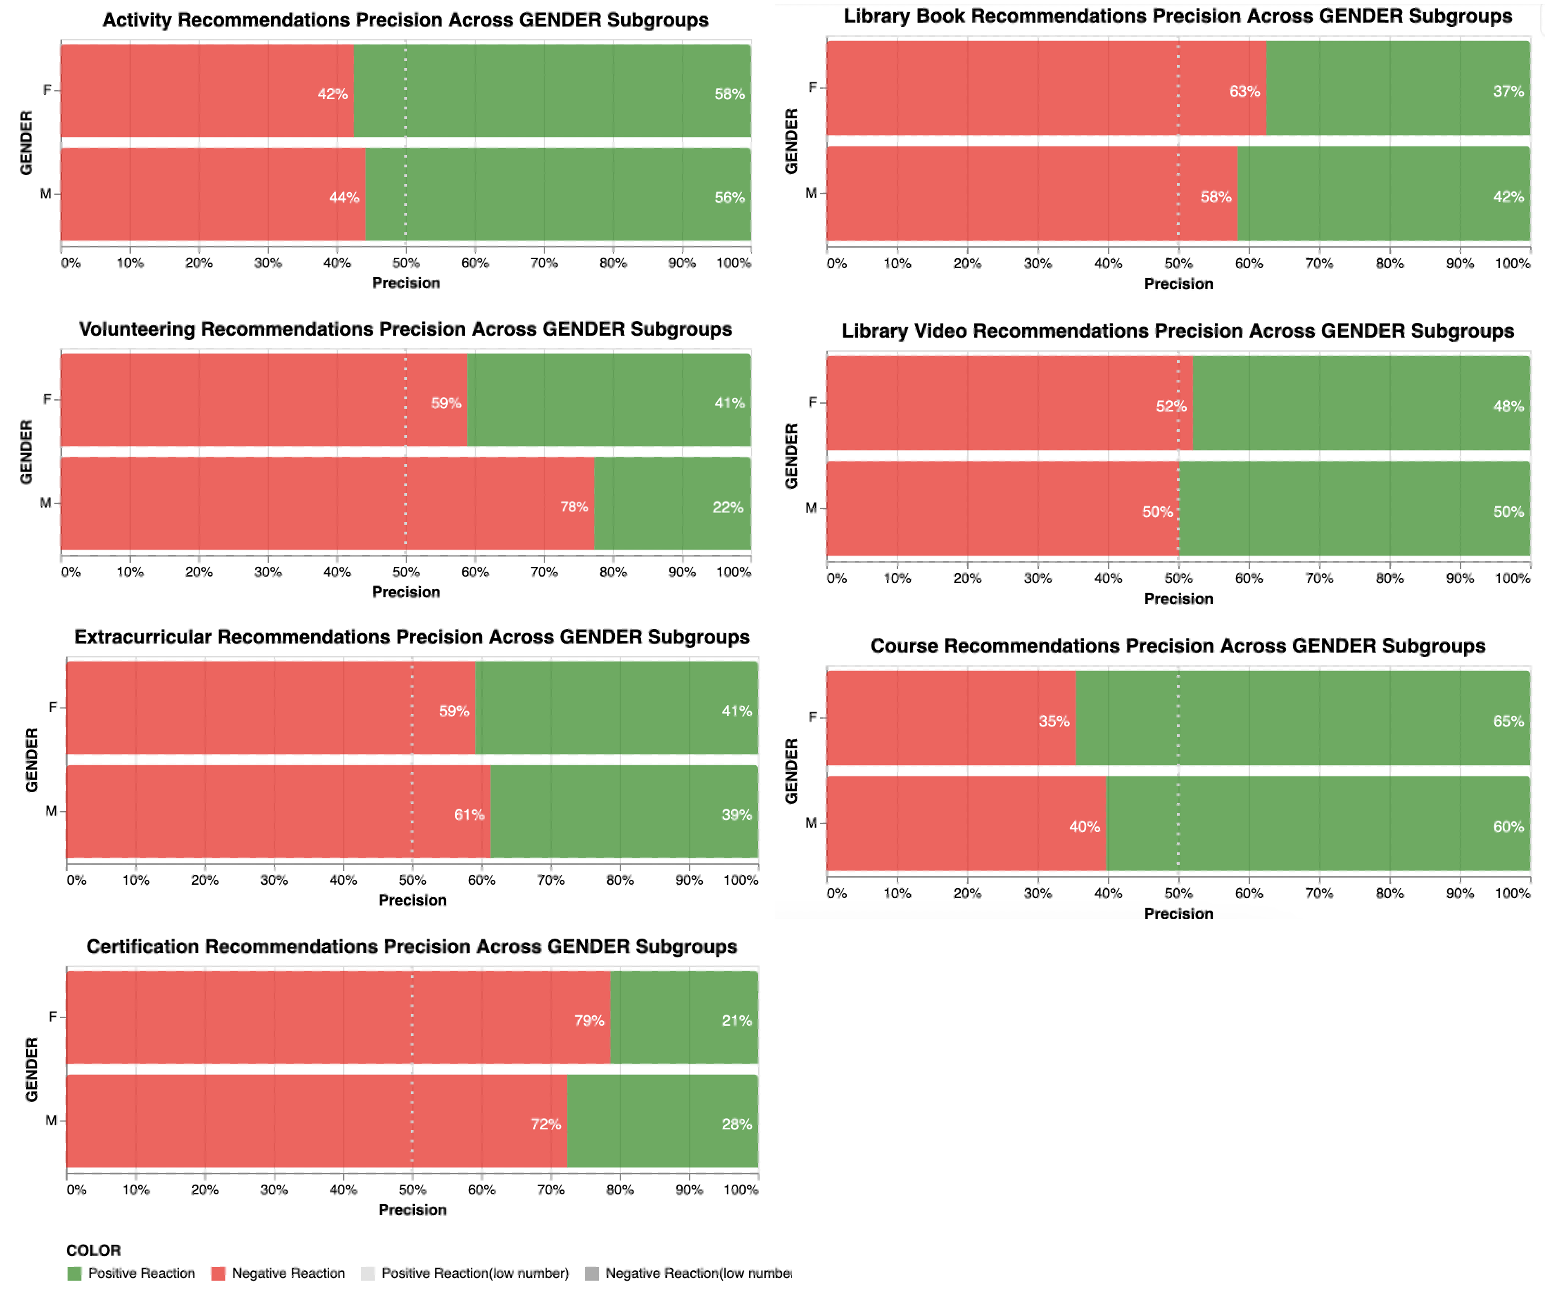 Activity Recommendations Precision Across GENDER Subgroups
GENDER
F
42%
58%
M
44%
56%
0% 10% 20% 30% 40% 50% 60% 70% 80% 90% 100%
Precision
Volunteering Recommendations Precision Across GENDER Subgroups
GENDER
F
59%
41%
M
78%
22%
0% 10% 20% 30% 40% 50% 60% 70% 80% 90% 100%
Precision
Extracurricular Recommendations Precision Across GENDER Subgroups
GENDER
F
59%
41%
M
61%
39%
0% 10% 20% 30% 40% 50% 60% 70% 80% 90% 100%
Precision
Certification Recommendations Precision Across GENDER Subgroups
GENDER
F
79%
21%
M
72%
28%
0% 10% 20% 30% 40% 50% 60% 70% 80% 90% 100%
Precision
COLOR
Positive Reaction Negative Reaction Positive Reaction(low number) Negative Reaction(low number
Library Book Recommendations Precision Across GENDER Subgroups
GENDER
F
63%
37%
M
58%
42%
0% 10% 20% 30% 40% 50% 60% 70% 80% 90% 100%
Precision
Library Video Recommendations Precision Across GENDER Subgroups
GENDER
F
52%
48%
M
50%
50%
0% 10% 20% 30% 40% 50% 60% 70% 80% 90% 100%
Precision
Course Recommendations Precision Across GENDER Subgroups
GENDER
F
35%
65%
M
40%
60%
0% 10% 20% 30% 40% 50% 60% 70% 80% 90% 100%
Precision